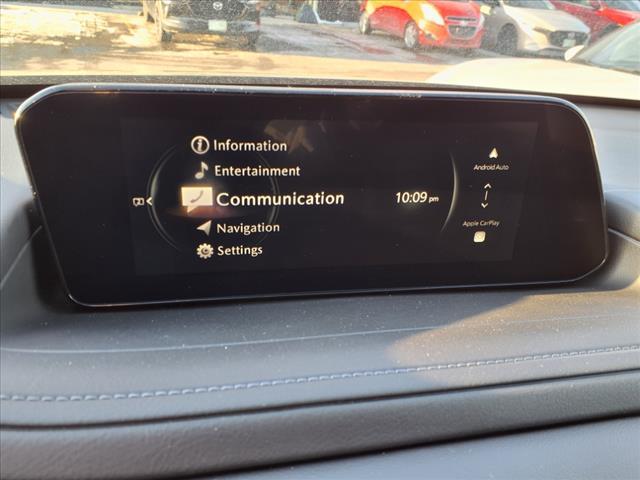 Information
Entertainment
Communication
Navigation
Settings
10:09 pm
Android Auto
Apple CarPlay